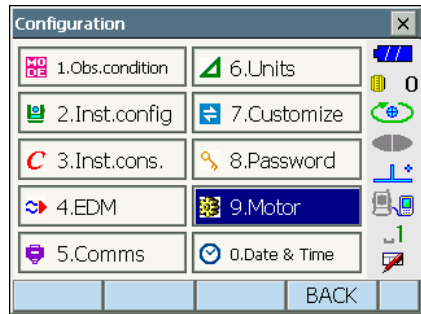 Configuration
MODE 1.Obs.condition
6.Units
0
2.Inst.config
7.Customize
C 3.Inst.cons.
8.Password
4.EDM
9.Motor
5.Comms
0.Date & Time
1
BACK